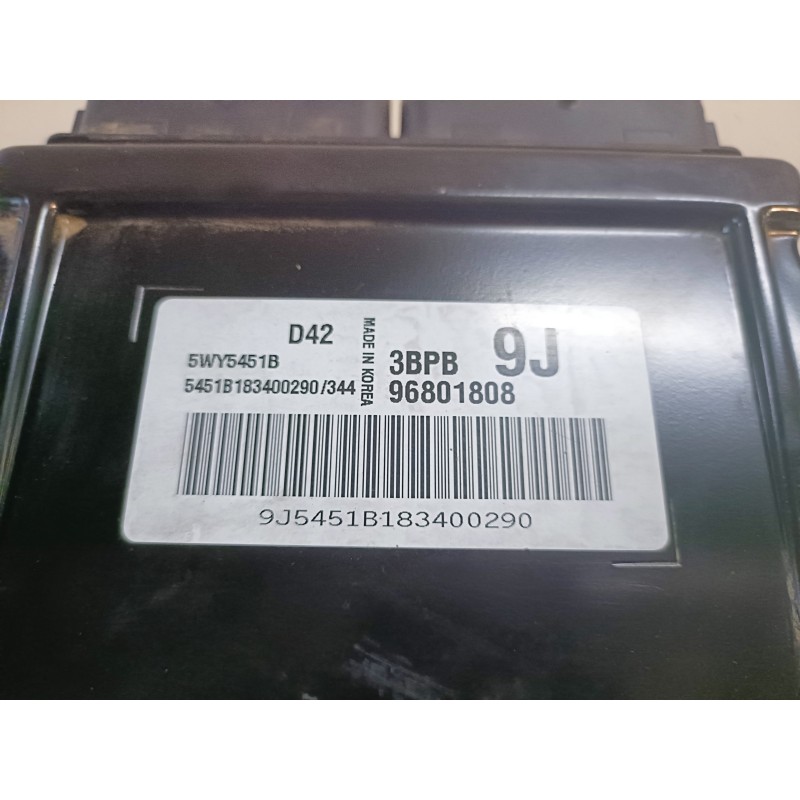 D42
5WY5451B
5451B183400290/344
MADE IN KOREA
3BPB 9J
96801808
9J5451B183400290